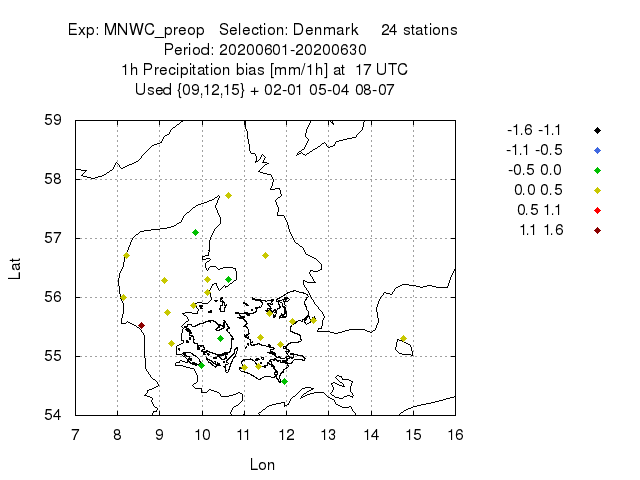 Exp: MNWC_preop Selection: Denmark 24 stations
Period: 20200601-20200630
1h Precipitation bias [mm/1h] at 17 UTC
Used {09,12,15} + 02-01 05-04 08-07
59
58
57
56
55
54
Lat
7 8 9 10 11 12 13 14 15 16
Lon
-1.6 -1.1
-1.1 -0.5
-0.5 0.0
0.0 0.5
0.5 1.1
1.1 1.6